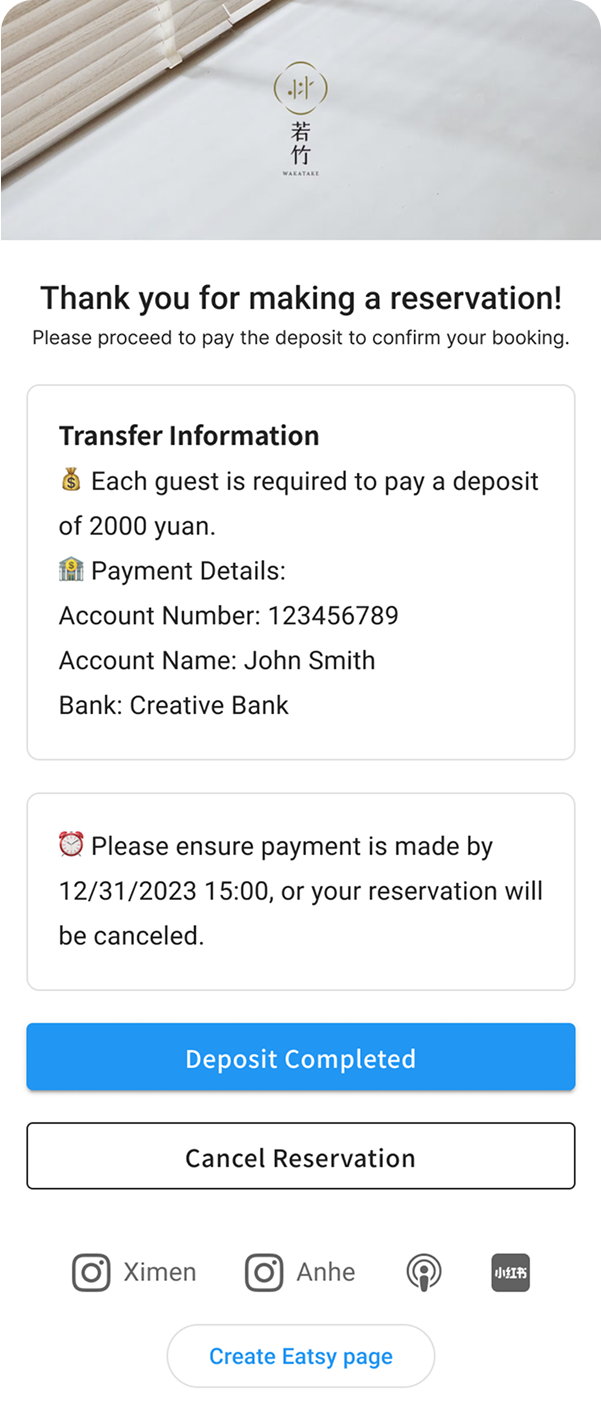 若
竹
WAKATAKE
Thank you for making a reservation!
Please proceed to pay the deposit to confirm your booking.
Transfer Information
💰 Each guest is required to pay a deposit
of 2000 yuan.
🏦 Payment Details:
Account Number: 123456789
Account Name: John Smith
Bank: Creative Bank
⏰ Please ensure payment is made by
12/31/2023 15:00, or your reservation will
be canceled.
Deposit Completed
Cancel Reservation
Ximen Anhe 小红书
Create Eatsy page